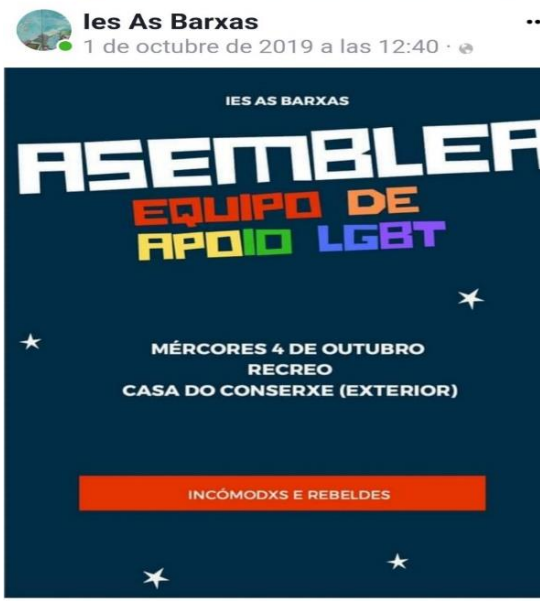 Ies As Barxas
1 de octubre de 2019 a las 12:40 ·
IES AS BARXAS
ASEMBLEA
EQUIPO DE
APOIO LGBT
MÉRCORES 4 DE OUTUBRO
RECREO
CASA DO CONSERXE (EXTERIOR)
INCÓMODXS E REBELDES